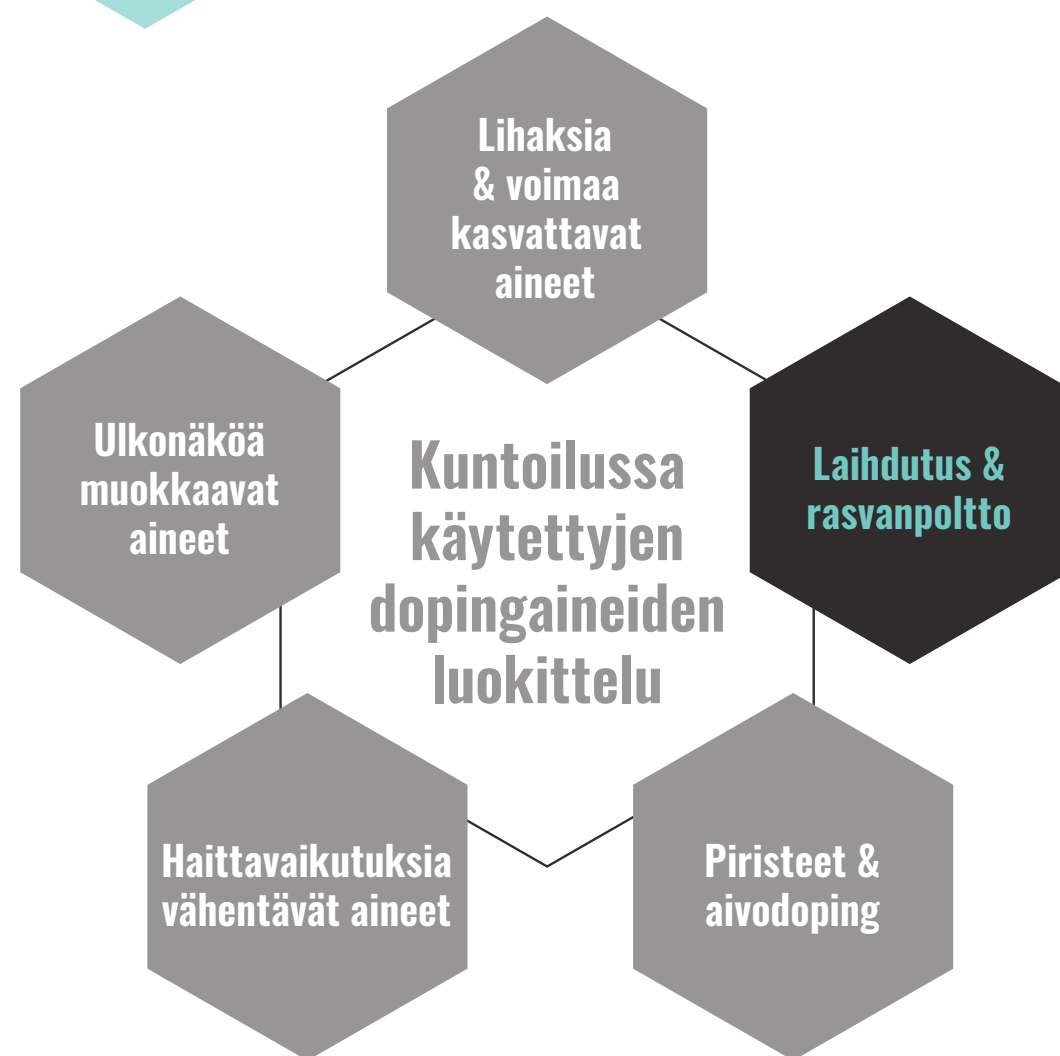 Lihaksia
& voimaa
kasvattavat
aineet
Ulkonäköä
muokkaavat
aineet
Kuntoilussa
käytettyjen
dopingaineiden
luokittelu
Laihdutus &
rasvanpoltto
Haittavaikutuksia
vähentävät aineet
Piristeet &
aivodoping